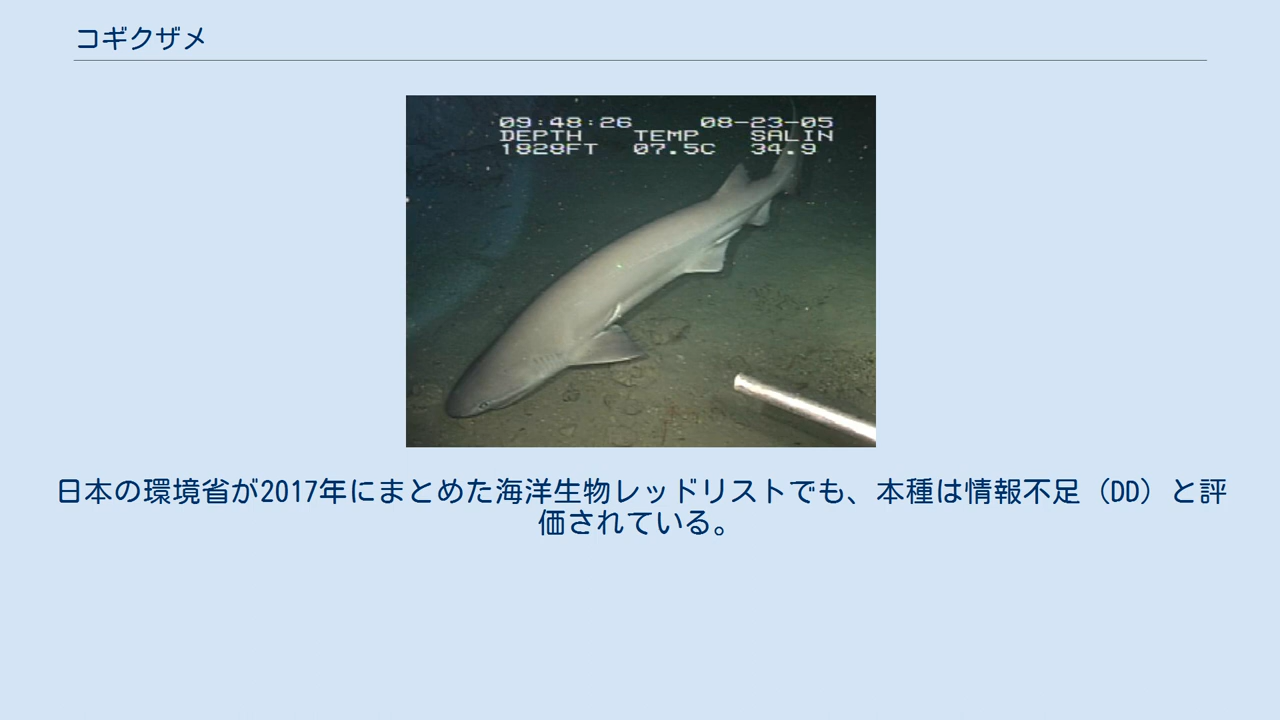 コギクザメ
09:48:26 08-23-05
DEPTH TEMP SALIN
1828FT 07.5C 34.9
日本の環境省が2017年にまとめた海洋生物レッドリストでも、本種は情報不足（DD）と評
価されている。